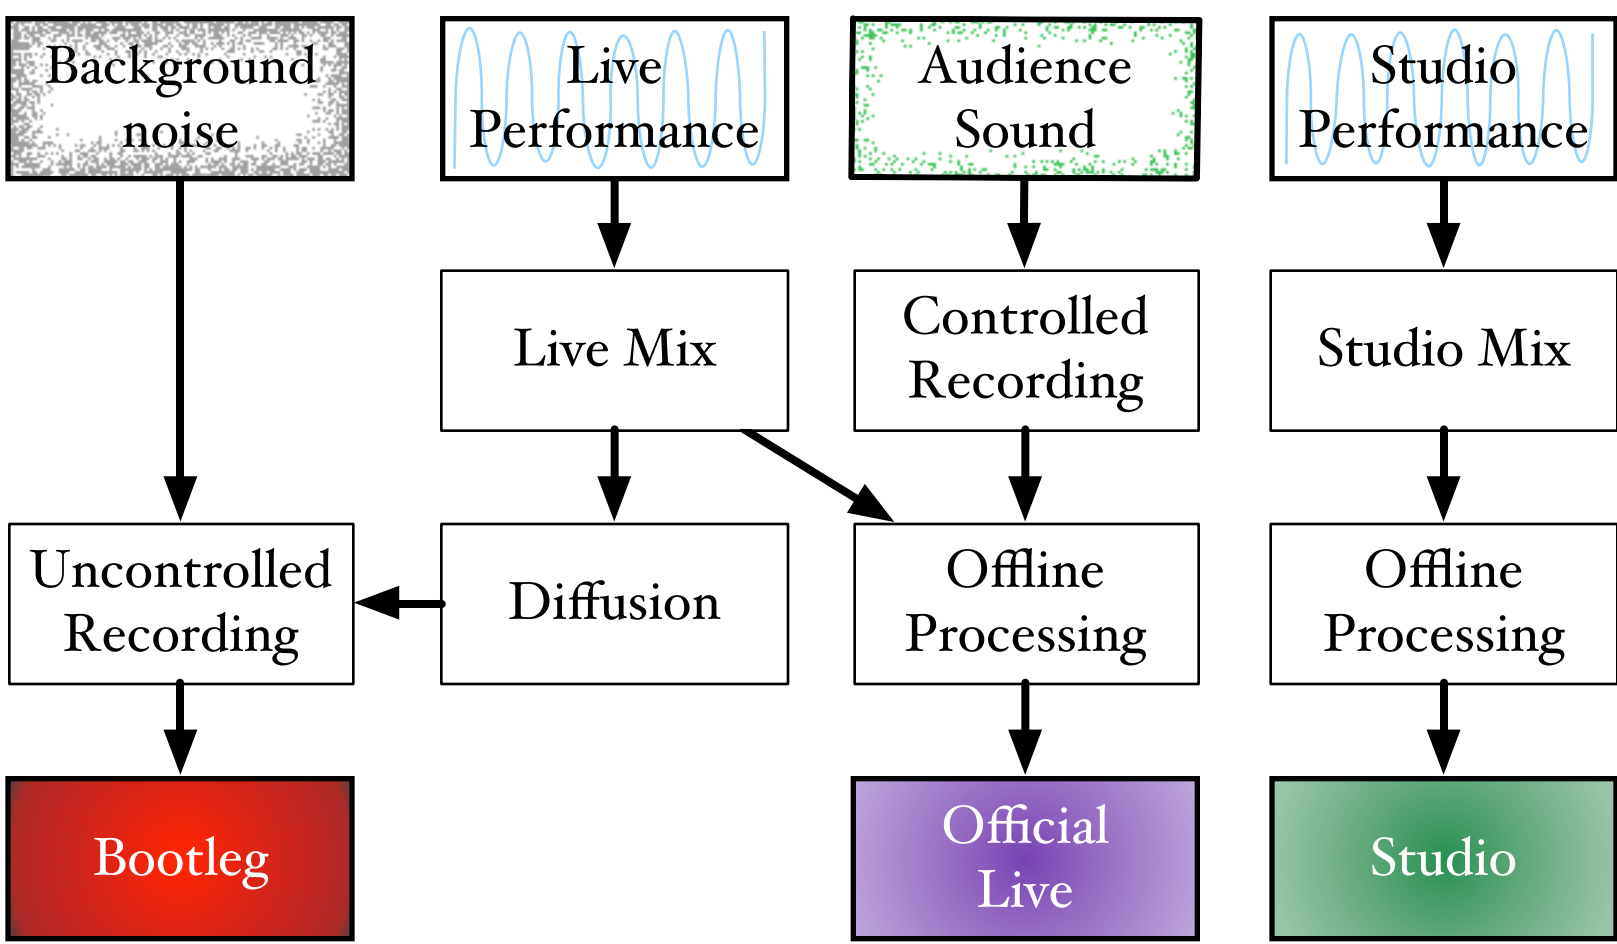 Background
noise
Live
Performance
Audience
Sound
Studio
Performance
Live Mix
Controlled
Recording
Studio Mix
Uncontrolled
Recording
Diffusion
Offline
Processing
Offline
Processing
Bootleg
Official
Live
Studio